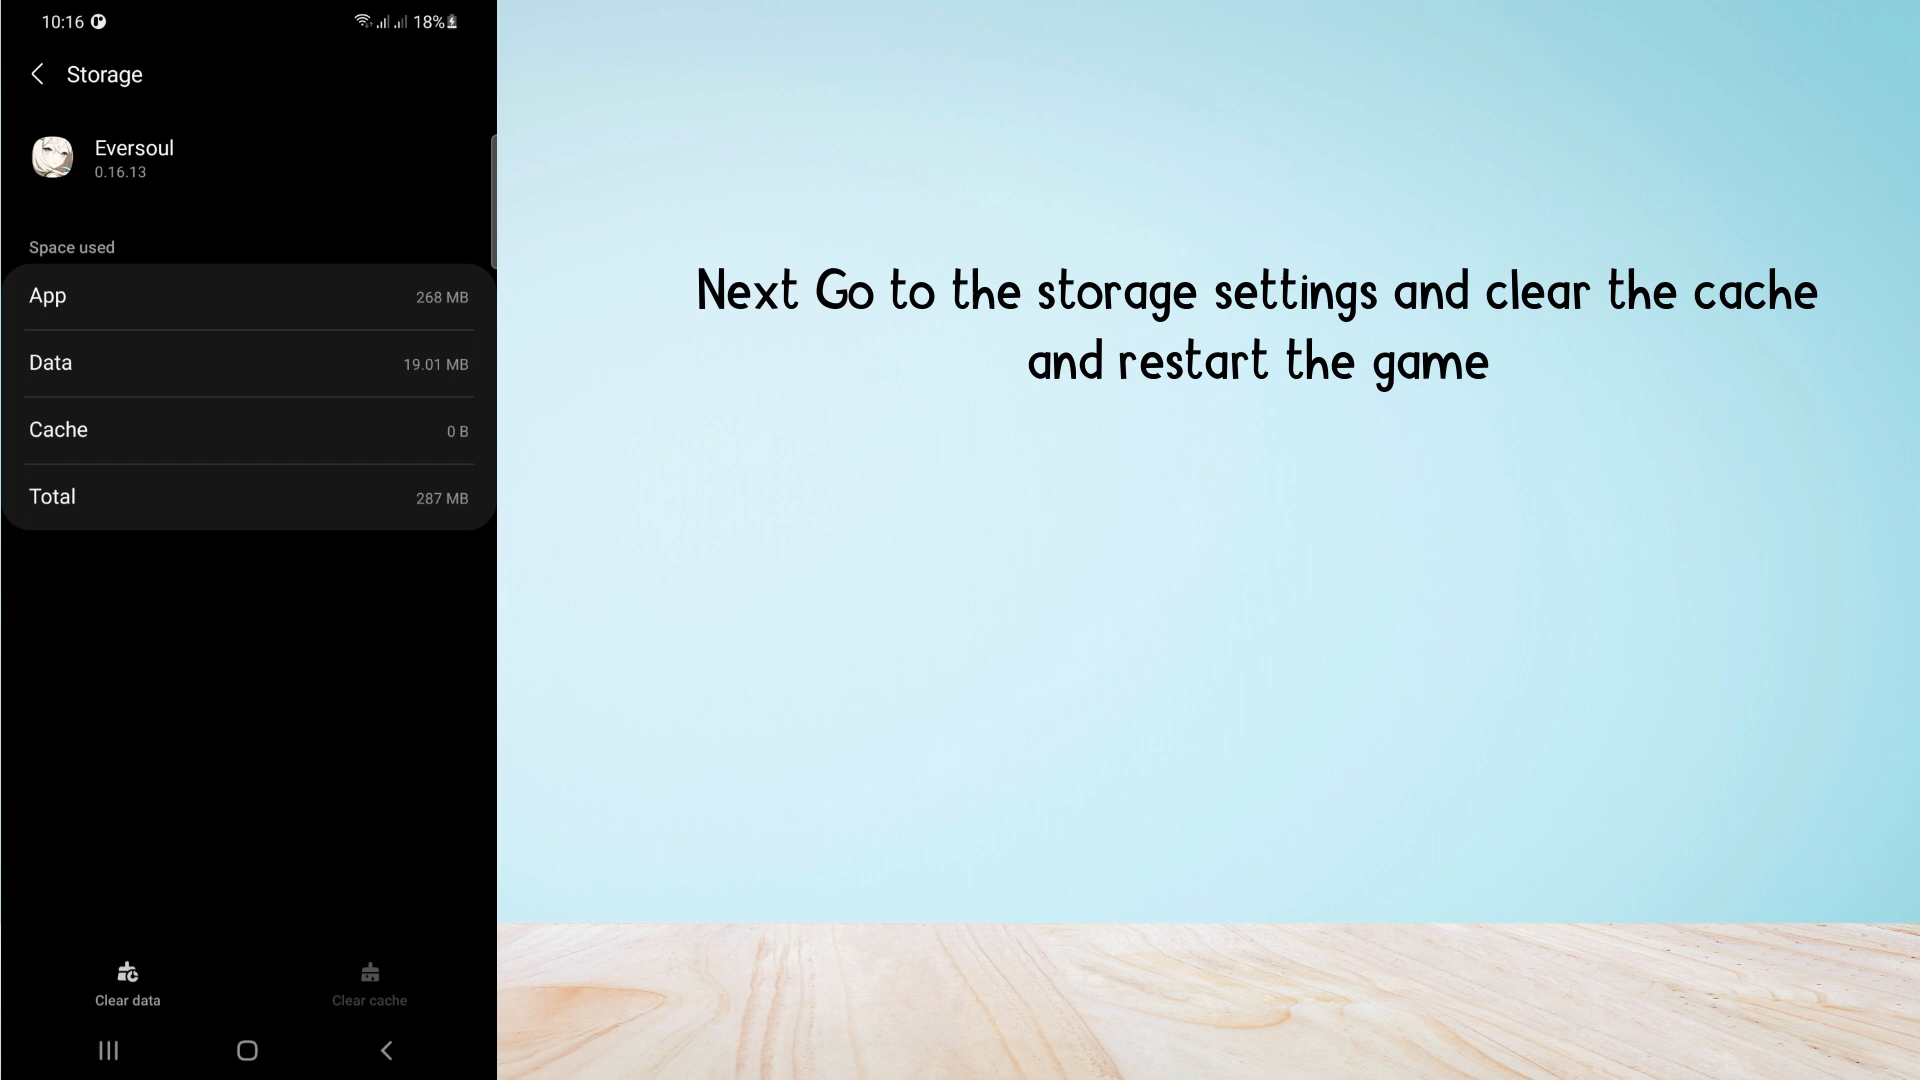 10:16
18%
Storage
Eversoul
0.16.13
Space used
App 268 MB
Data 19.01 MB
Cache 0 B
Total 287 MB
Clear data
Clear cache
Next Go to the storage settings and clear the cache
and restart the game